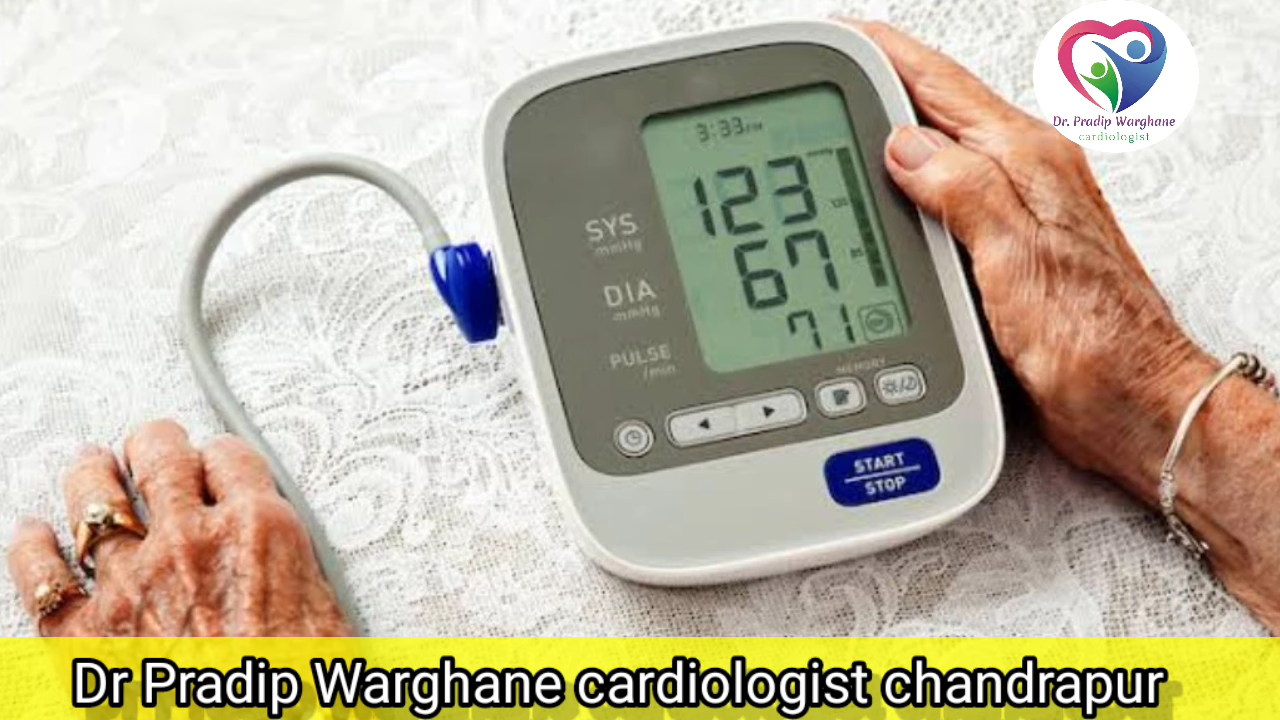 Dr. Pradip Warghane
cardiologist
3:33PM
SYS
mmHg
123
DIA
mmHg
67
PULSE
/min
71
MEMORY
START
STOP
Dr Pradip Warghane cardiologist chandrapur